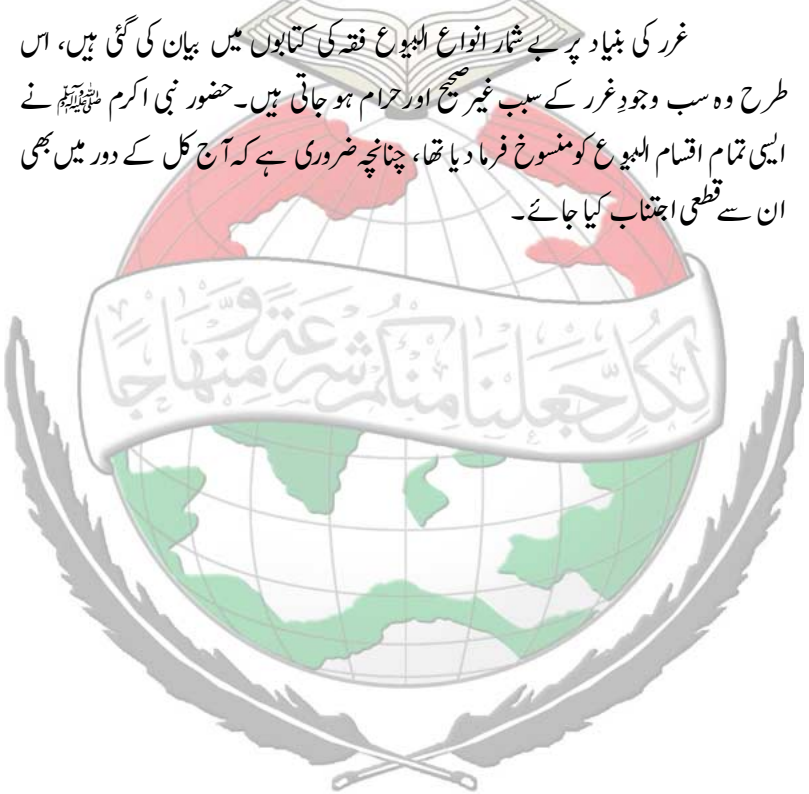 غرر کی بنیاد پر بے شمار انواع البیوع فقہ کی کتابوں میں بیان کی گئی ہیں، اس
طرح وہ سب وجودِ غرر کے سبب غیر صحیح اور حرام ہو جاتی ہیں۔ حضور نبی اکرم ﷺ نے
ایسی تمام اقسام البیوع کو منسوخ فرما دیا تھا، چنانچہ ضروری ہے کہ آج کل کے دور میں بھی
ان سے قطعی اجتناب کیا جائے۔
لِكُلٍّ جَعَلْنَا مِنْكُمْ شِرْعَةً وَّمِنْهَاجًا